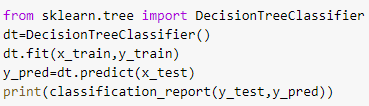 from sklearn.tree import DecisionTreeClassifier
dt=DecisionTreeClassifier()
dt.fit(x_train,y_train)
y_pred=dt.predict(x_test)
print(classification_report(y_test,y_pred))